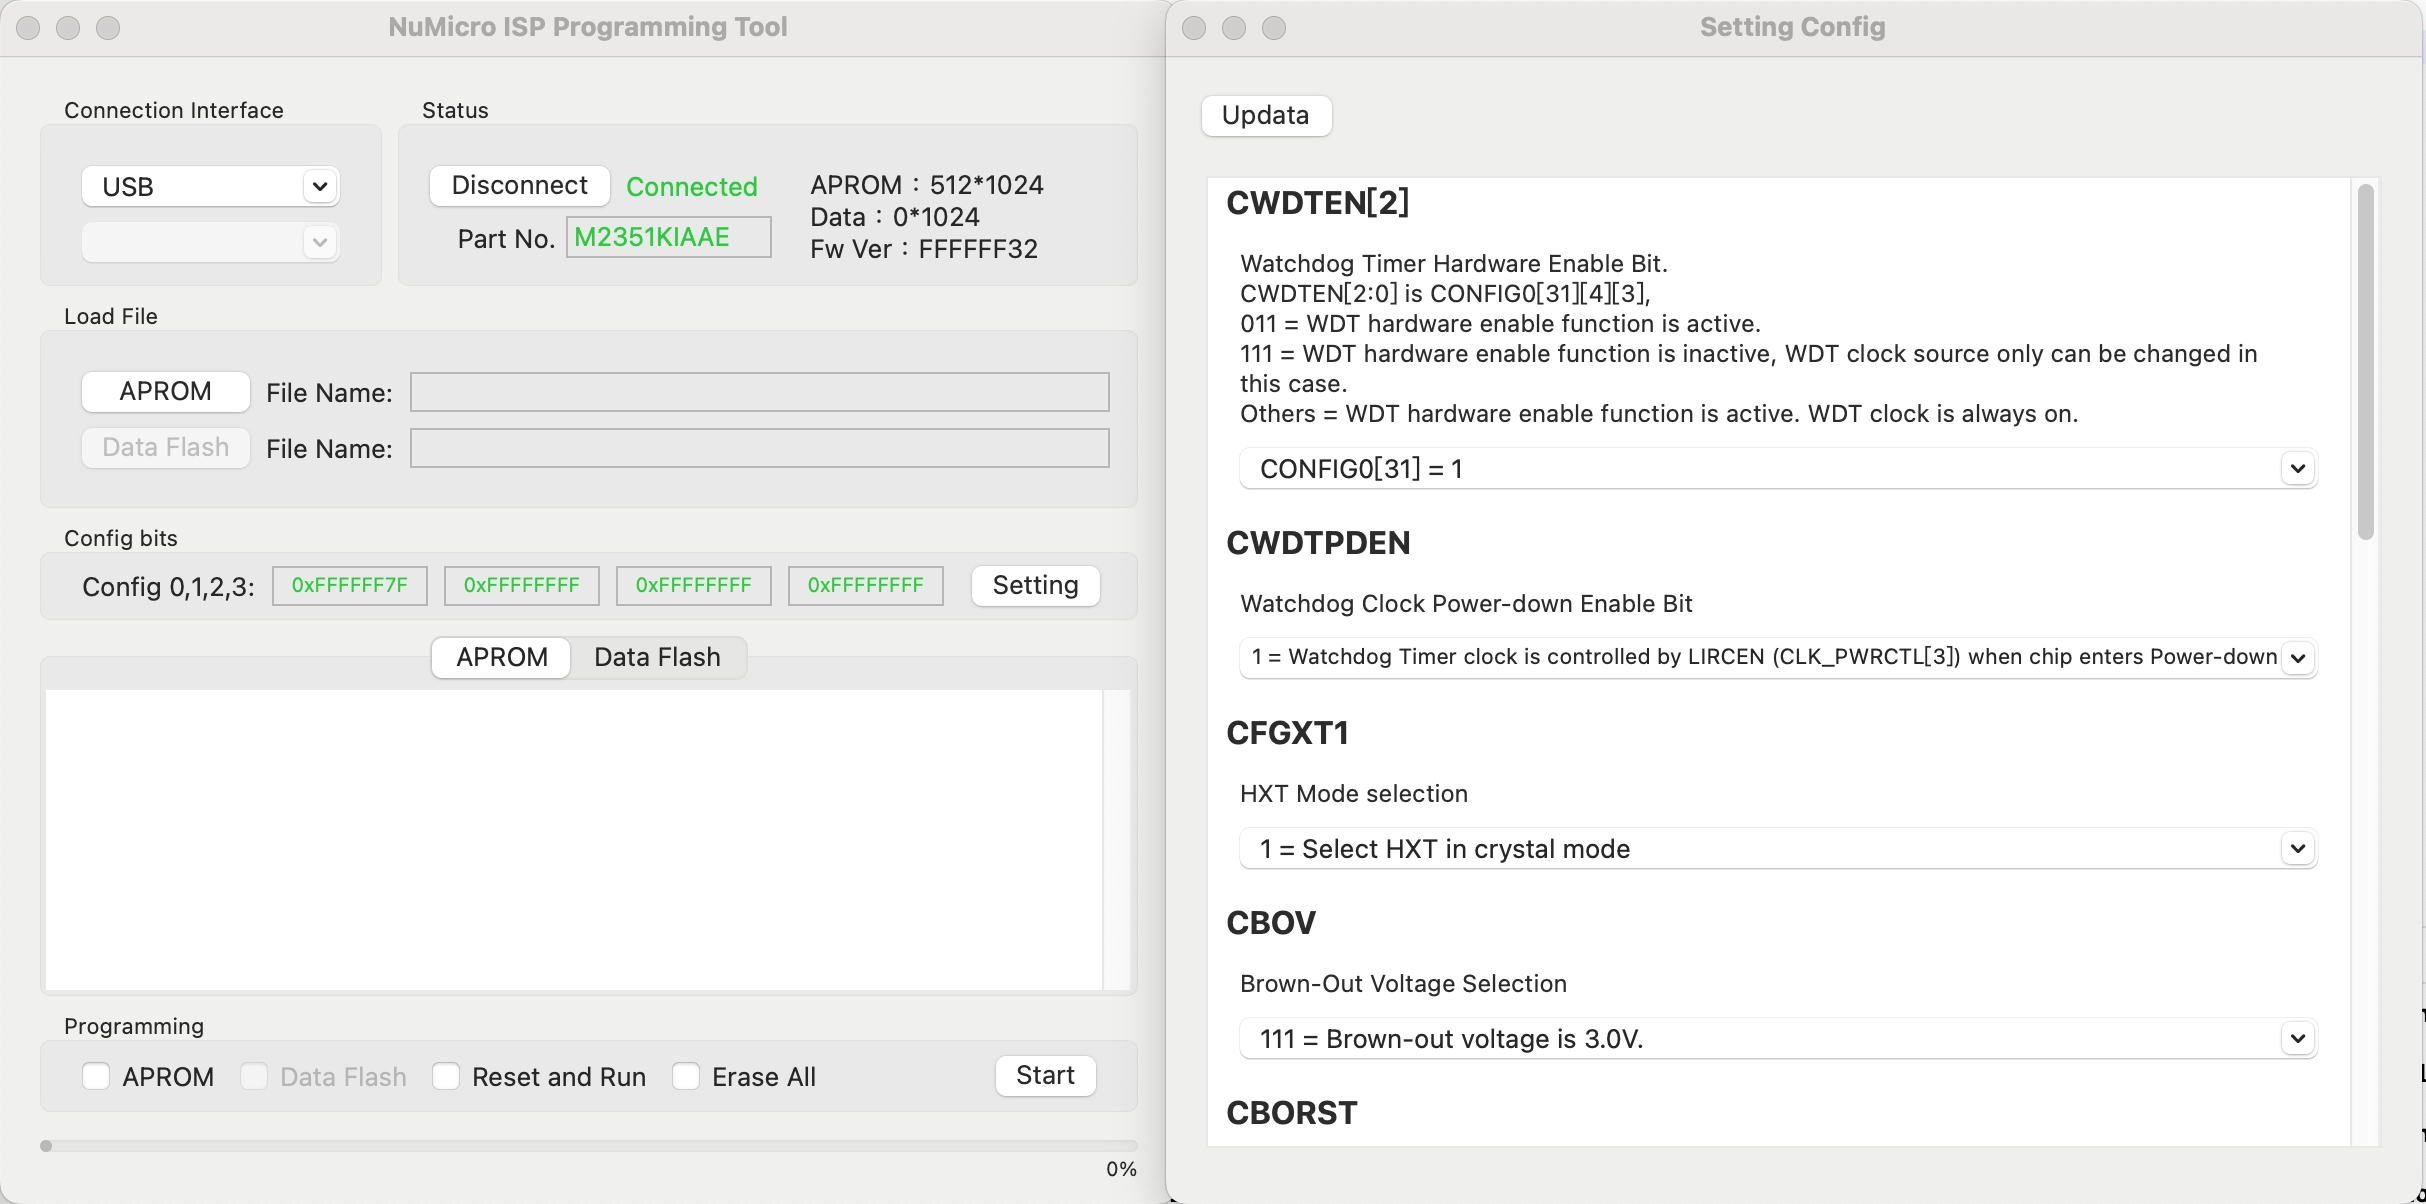 NuMicro ISP Programming Tool
Connection Interface
USB
Status
Disconnect
Connected
Part No.
M2351KIAAE
APROM : 512*1024
Data : 0*1024
Fw Ver : FFFFFF32
Load File
APROM
File Name:
Data Flash
File Name:
Config bits
Config 0,1,2,3:
0xFFFFFF7F
0xFFFFFFFF
0xFFFFFFFF
0xFFFFFFFF
Setting
APROM
Data Flash
Programming
APROM
Data Flash
Reset and Run
Erase All
Start
0%
Setting Config
Updata
CWDTEN[2]
Watchdog Timer Hardware Enable Bit.
CWDTEN[2:0] is CONFIG0[31][4][3],
011 = WDT hardware enable function is active.
111 = WDT hardware enable function is inactive, WDT clock source only can be changed in
this case.
Others = WDT hardware enable function is active. WDT clock is always on.
CONFIG0[31] = 1
CWDTPDEN
Watchdog Clock Power-down Enable Bit
1 = Watchdog Timer clock is controlled by LIRCEN (CLK_PWRCTL[3]) when chip enters Power-down
CFGXT1
HXT Mode selection
1 = Select HXT in crystal mode
CBOV
Brown-Out Voltage Selection
111 = Brown-out voltage is 3.0V.
CBORST